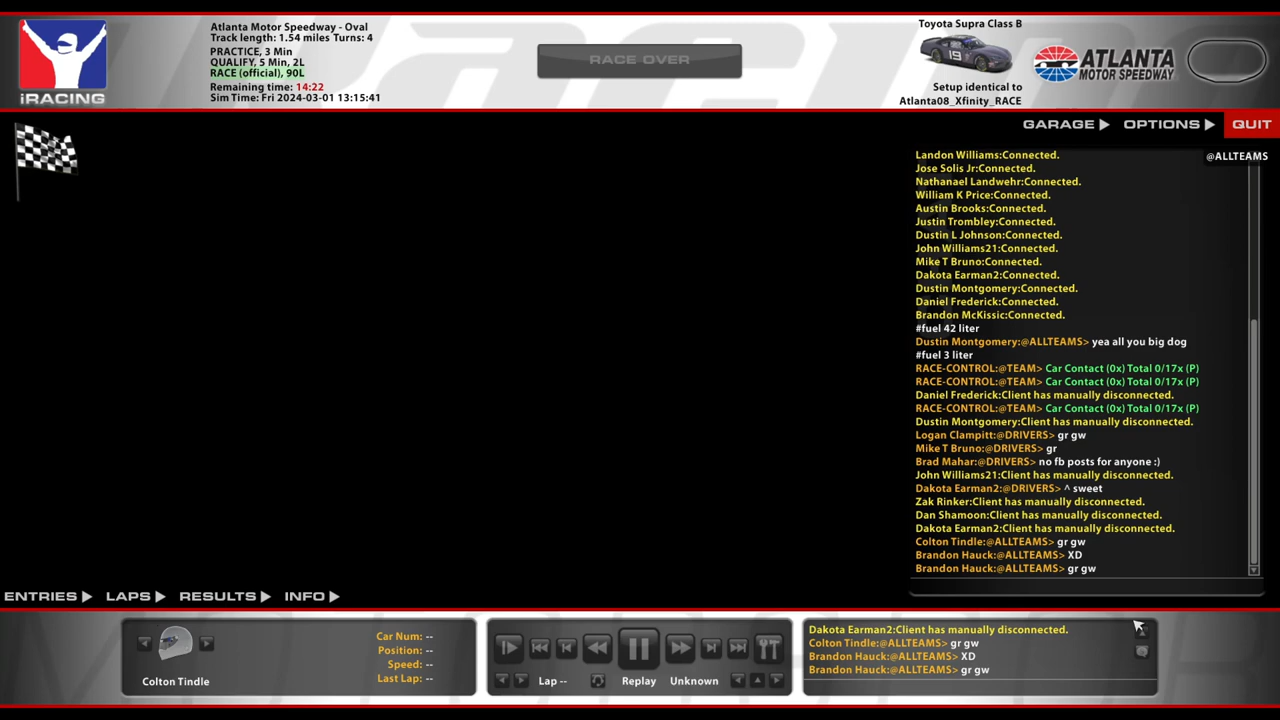 iRACING
Atlanta Motor Speedway - Oval
Track length: 1.54 miles Turns: 4
PRACTICE, 3 Min
QUALIFY, 5 Min, 2L
RACE (official), 90L
Remaining time: 14:22
Sim Time: Fri 2024-03-01 13:15:41
RACE OVER
Toyota Supra Class B
19
Setup identical to
Atlanta08_Xfinity_RACE
ATLANTA
MOTOR SPEEDWAY
GARAGE
OPTIONS
QUIT
@ALLTEAMS
Landon Williams:Connected.
Jose Solis Jr:Connected.
Nathanael Landwehr:Connected.
William K Price:Connected.
Austin Brooks:Connected.
Justin Trombley:Connected.
Dustin L Johnson:Connected.
John Williams21:Connected.
Mike T Bruno:Connected.
Dakota Earman2:Connected.
Dustin Montgomery:Connected.
Daniel Frederick:Connected.
Brandon McKissic:Connected.
#fuel 42 liter
Dustin Montgomery:@ALLTEAMS> yea all you big dog
#fuel 3 liter
RACE-CONTROL:@TEAM> Car Contact (0x) Total 0/17x (P)
RACE-CONTROL:@TEAM> Car Contact (0x) Total 0/17x (P)
Daniel Frederick:Client has manually disconnected.
RACE-CONTROL:@TEAM> Car Contact (0x) Total 0/17x (P)
Dustin Montgomery:Client has manually disconnected.
Logan Clampitt:@DRIVERS> gr gw
Mike T Bruno:@DRIVERS> gr
Brad Mahar:@DRIVERS> no fb posts for anyone :)
John Williams21:Client has manually disconnected.
Dakota Earman2:@DRIVERS> ^ sweet
Zak Rinker:Client has manually disconnected.
Dan Shamoon:Client has manually disconnected.
Dakota Earman2:Client has manually disconnected.
Colton Tindle:@ALLTEAMS> gr gw
Brandon Hauck:@ALLTEAMS> XD
Brandon Hauck:@ALLTEAMS> gr gw
ENTRIES LAPS RESULTS INFO
Colton Tindle
Car Num: --
Position: --
Speed: --
Last Lap: --
Lap -- Replay Unknown
Dakota Earman2:Client has manually disconnected.
Colton Tindle:@ALLTEAMS> gr gw
Brandon Hauck:@ALLTEAMS> XD
Brandon Hauck:@ALLTEAMS> gr gw